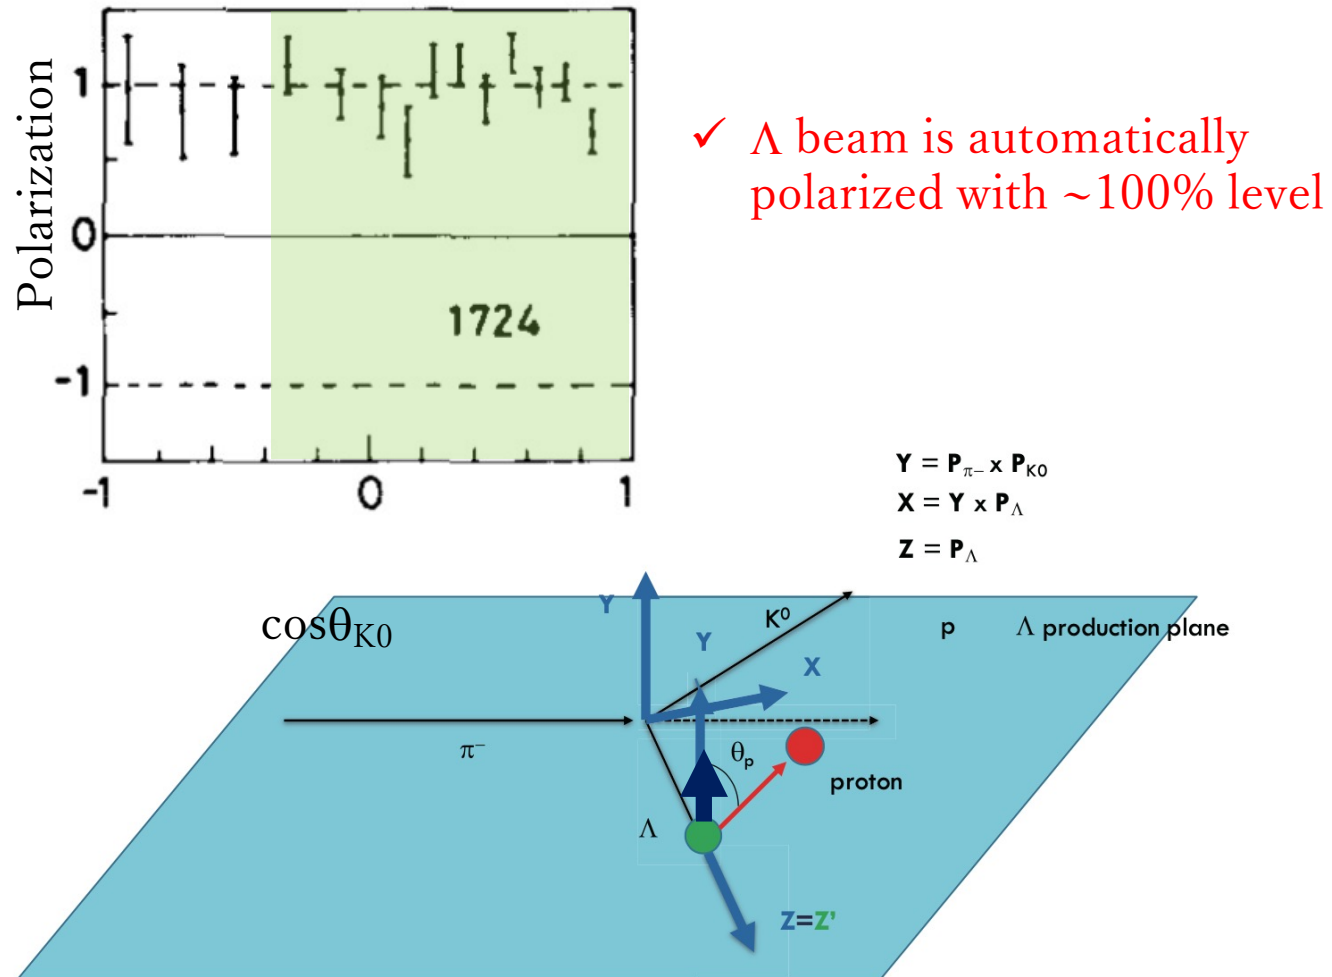 Polarization
1
0
-1
1724
-1 0 1
✓ Λ beam is automatically
polarized with ~100% level
Y = Pπ− x PK0
X = Y x PΛ
Z = PΛ
cosθK0
Y
K⁰
p
Λ production plane
Y
X
π⁻
θp
proton
Λ
Z=Z'